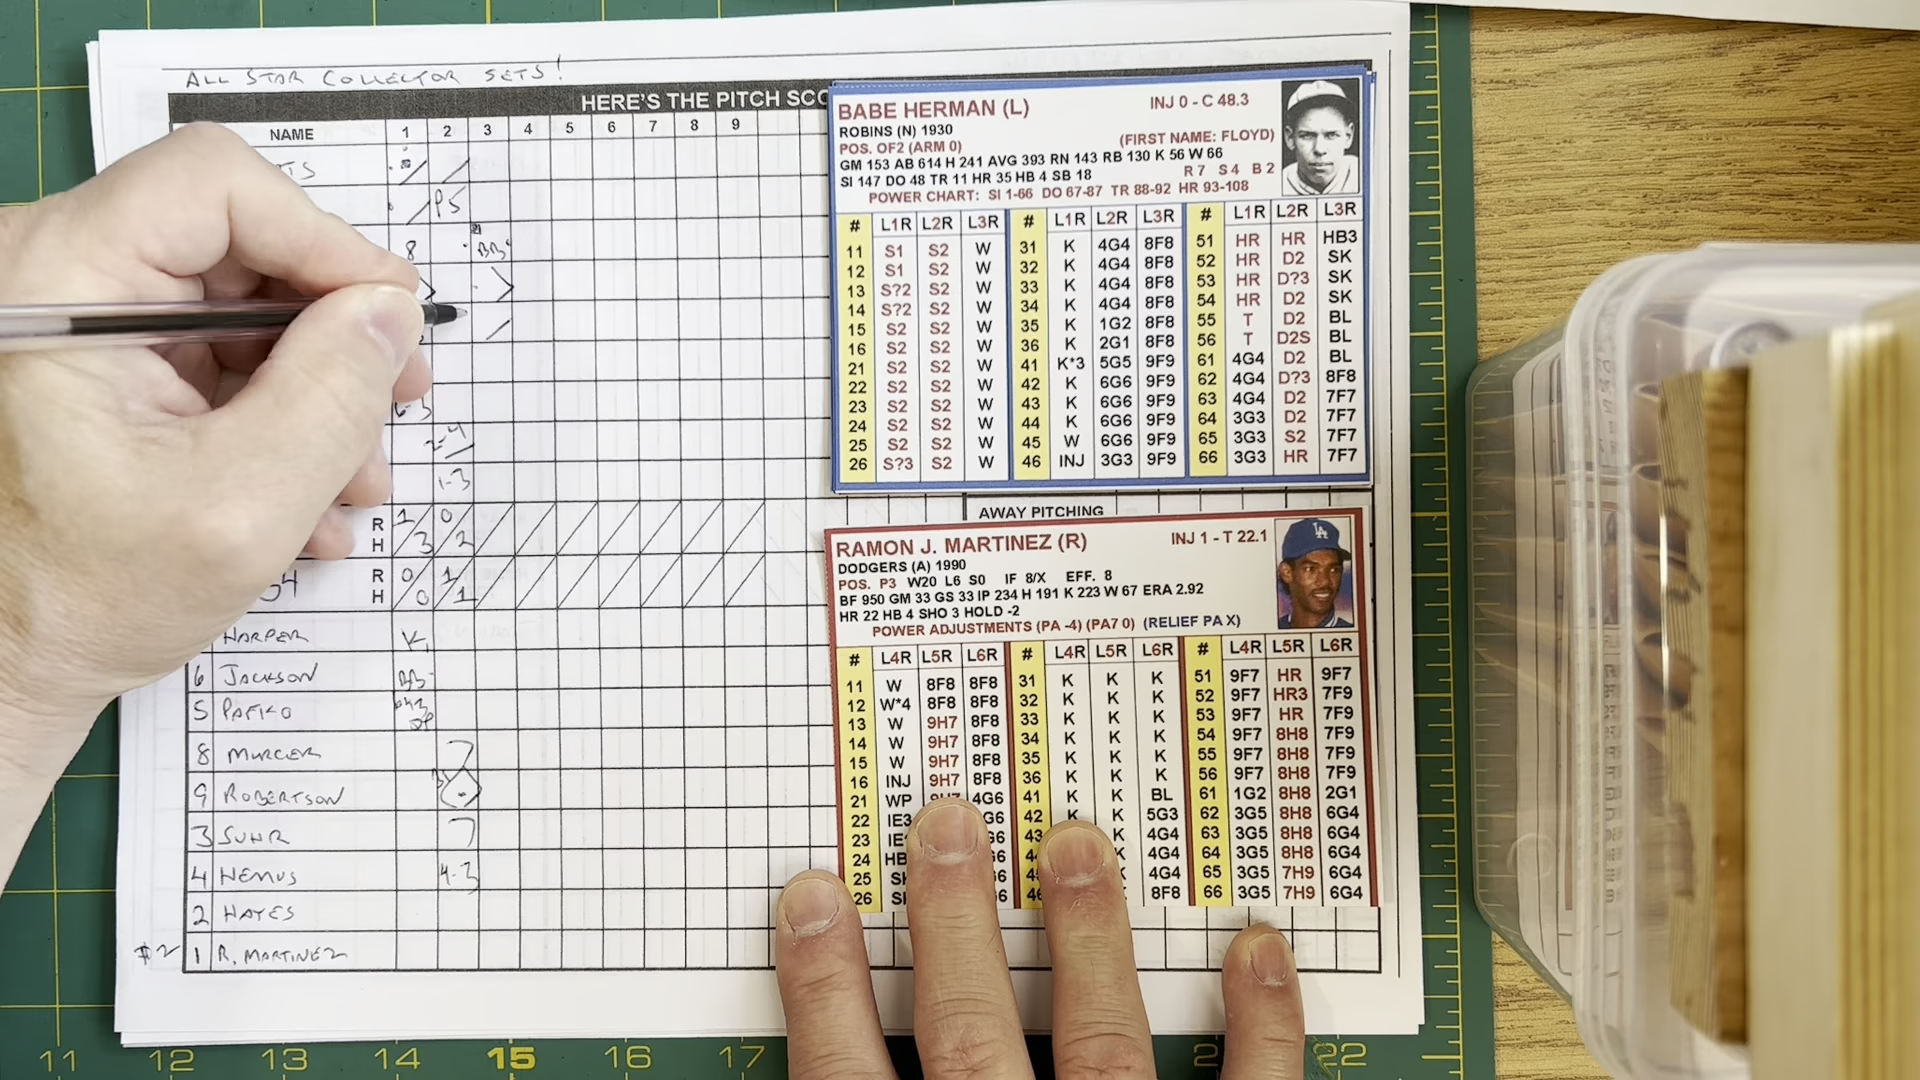 ALL STAR COLLECTOR SETS!
HERE'S THE PITCH SCO
NAME 1 2 3 4 5 6 7 8 9
P5
8 BB
6-3
2-4
1-3
R H 1 3 0 2
R H 0 0 1 1
HARPER K
6 JACKSON BB
5 PAFKO 643 DP
8 MURCER 7
9 ROBERTSON
3 SUHR 7
4 HEMUS 4-3
2 HAYES
$2 1 R. MARTINEZ
BABE HERMAN (L) INJ 0 - C 48.3
ROBINS (N) 1930
POS. OF2 (ARM 0) (FIRST NAME: FLOYD)
GM 153 AB 614 H 241 AVG 393 RN 143 RB 130 K 56 W 66
SI 147 DO 48 TR 11 HR 35 HB 4 SB 18 R 7 S 4 B 2
POWER CHART: SI 1-66 DO 67-87 TR 88-92 HR 93-108
# L1R L2R L3R # L1R L2R L3R # L1R L2R L3R
11 S1 S2 W 31 K 4G4 8F8 51 HR HR HB3
12 S1 S2 W 32 K 4G4 8F8 52 HR D2 SK
13 S?2 S2 W 33 K 4G4 8F8 53 HR D?3 SK
14 S?2 S2 W 34 K 4G4 8F8 54 HR D2 SK
15 S2 S2 W 35 K 1G2 8F8 55 T D2 BL
16 S2 S2 W 36 K 2G1 8F8 56 T D2S BL
21 S2 S2 W 41 K*3 5G5 9F9 61 4G4 D2 BL
22 S2 S2 W 42 K 6G6 9F9 62 4G4 D?3 8F8
23 S2 S2 W 43 K 6G6 9F9 63 4G4 D2 7F7
24 S2 S2 W 44 K 6G6 9F9 64 3G3 D2 7F7
25 S2 S2 W 45 W 6G6 9F9 65 3G3 S2 7F7
26 S?3 S2 W 46 INJ 3G3 9F9 66 3G3 HR 7F7
AWAY PITCHING
RAMON J. MARTINEZ (R) INJ 1 - T 22.1
DODGERS (A) 1990
POS. P3 W20 L6 S0 IF 8/X EFF. 8
BF 950 GM 33 GS 33 IP 234 H 191 K 223 W 67 ERA 2.92
HR 22 HB 4 SHO 3 HOLD -2
POWER ADJUSTMENTS (PA -4) (PA7 0) (RELIEF PA X)
# L4R L5R L6R # L4R L5R L6R # L4R L5R L6R
11 W 8F8 8F8 31 K K K 51 9F7 HR 9F7
12 W*4 8F8 8F8 32 K K K 52 9F7 HR3 7F9
13 W 9H7 8F8 33 K K K 53 9F7 HR 7F9
14 W 9H7 8F8 34 K K K 54 9F7 8H8 7F9
15 W 9H7 8F8 35 K K K 55 9F7 8H8 7F9
16 INJ 9H7 8F8 36 K K K 56 9F7 8H8 7F9
21 WP 4G6 41 K K BL 61 1G2 8H8 2G1
22 IE3 42 K K 5G3 62 3G5 8H8 6G4
23 43 K 4G4 63 3G5 8H8 6G4
24 HB K 4G4 64 3G5 8H8 6G4
25 K 4G4 65 3G5 7H9 6G4
26 8F8 66 3G5 7H9 6G4
11 12 13 14 15 16 17 22